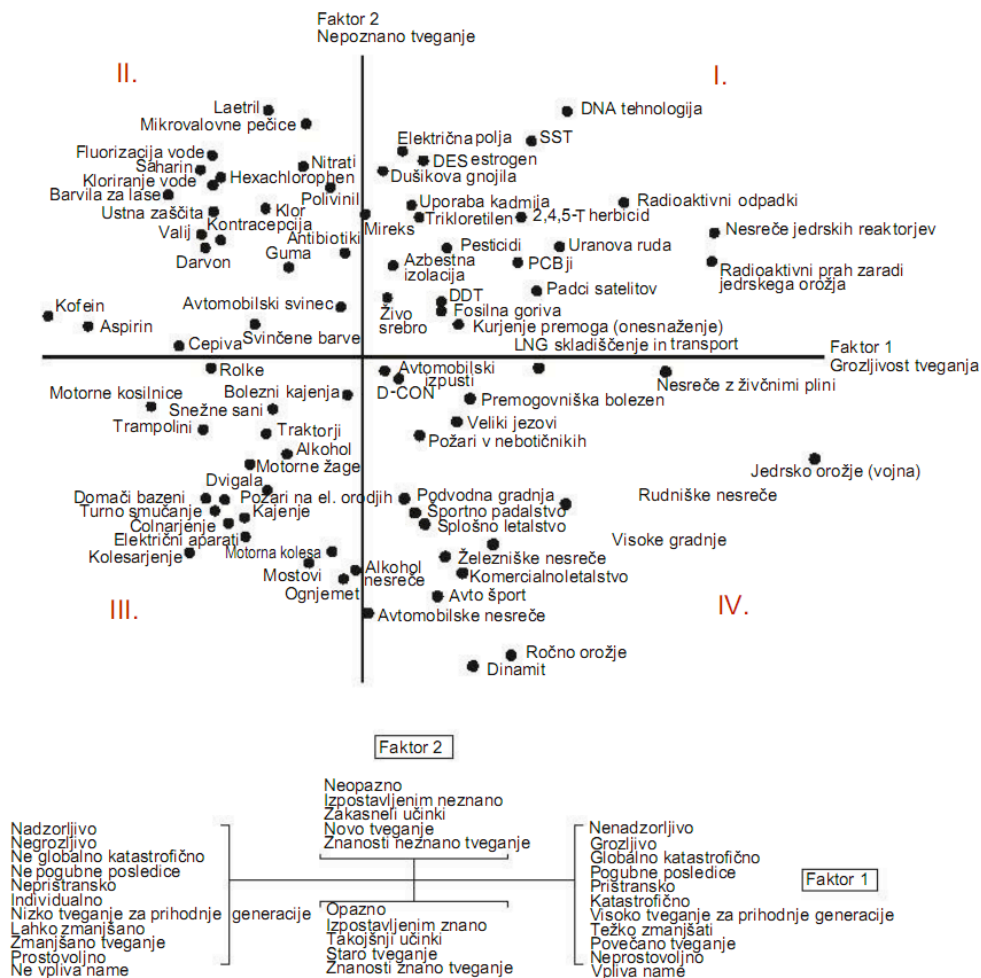 Faktor 2
Nepoznano tveganje
II.
I.
Laetril
DNA tehnologija
Mikrovalovne pečice
Električna polja
SST
Fluorizacija vode
Nitrati
DES estrogen
Saharin
Hexachlorophen
Dušikova gnojila
Kloriranje vode
Barvila za lase
Polivinil
Uporaba kadmija
Radioaktivni odpadki
Ustna zaščita
Klor
Mireks
Trikloretilen
2,4,5-T herbicid
Kontracepcija
Valij
Antibiotiki
Pesticidi
Uranova ruda
Nesreče jedrskih reaktorjev
Darvon
Guma
Azbestna
izolacija
PCBji
Radioaktivni prah zaradi
jedrskega orožja
Kofein
Avtomobilski svinec
Živo
srebro
DDT
Padci satelitov
Fosilna goriva
Aspirin
Svinčene barve
Kurjenje premoga (onesnaženje)
Cepiva
LNG skladiščenje in transport
Faktor 1
Grozljivost tveganja
Rolke
Avtomobilski
izpusti
Nesreče z živčnimi plini
Motorne kosilnice
Bolezni kajenja
D-CON
Premogovniška bolezen
Snežne sani
Trampolini
Traktorji
Veliki jezovi
Požari v nebotičnikih
Alkohol
Motorne žage
Jedrsko orožje (vojna)
Dvigala
Domači bazeni
Požari na el. orodjih
Podvodna gradnja
Rudniške nesreče
Turno smučanje
Kajenje
Športno padalstvo
Čolnarjenje
Splošno letalstvo
Električni aparati
Visoke gradnje
Kolesarjenje
Motorna kolesa
Železniške nesreče
Mostovi
Alkohol
nesreče
Komercialnoletalstvo
Ognjemet
Avto šport
III.
IV.
Avtomobilske nesreče
Ročno orožje
Dinamit
Faktor 2
Neopazno
Izpostavljenim neznano
Zakasneli učinki
Novo tveganje
Znanosti neznano tveganje
Nadzorljivo
Negrozljivo
Ne globalno katastrofično
Ne pogubne posledice
Nepristransko
Individualno
Nizko tveganje za prihodnje generacije
Lahko zmanjšano
Zmanjšano tveganje
Prostovoljno
Ne vpliva name
Opazno
Izpostavljenim znano
Takojšnji učinki
Staro tveganje
Znanosti znano tveganje
Nenadzorljivo
Grozljivo
Globalno katastrofično
Pogubne posledice
Pristransko
Katastrofično
Visoko tveganje za prihodnje generacije
Težko zmanjšati
Povečano tveganje
Neprostovoljno
Vpliva name
Faktor 1